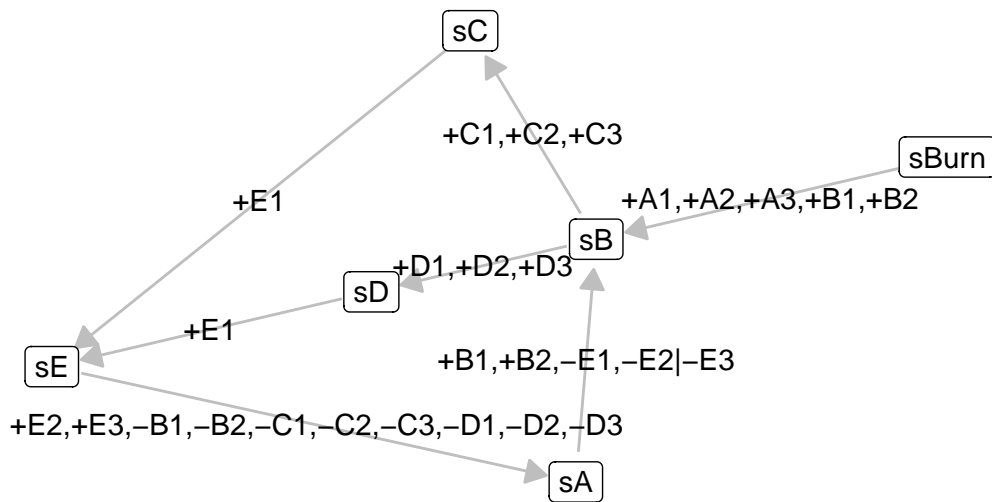 sC
+C1,+C2,+C3
sBurn
+E1
+A1,+A2,+A3,+B1,+B2
sB
+D1,+D2,+D3
sD
+E1
+B1,+B2,−E1,−E2|−E3
sE
+E2,+E3,−B1,−B2,−C1,−C2,−C3,−D1,−D2,−D3
sA